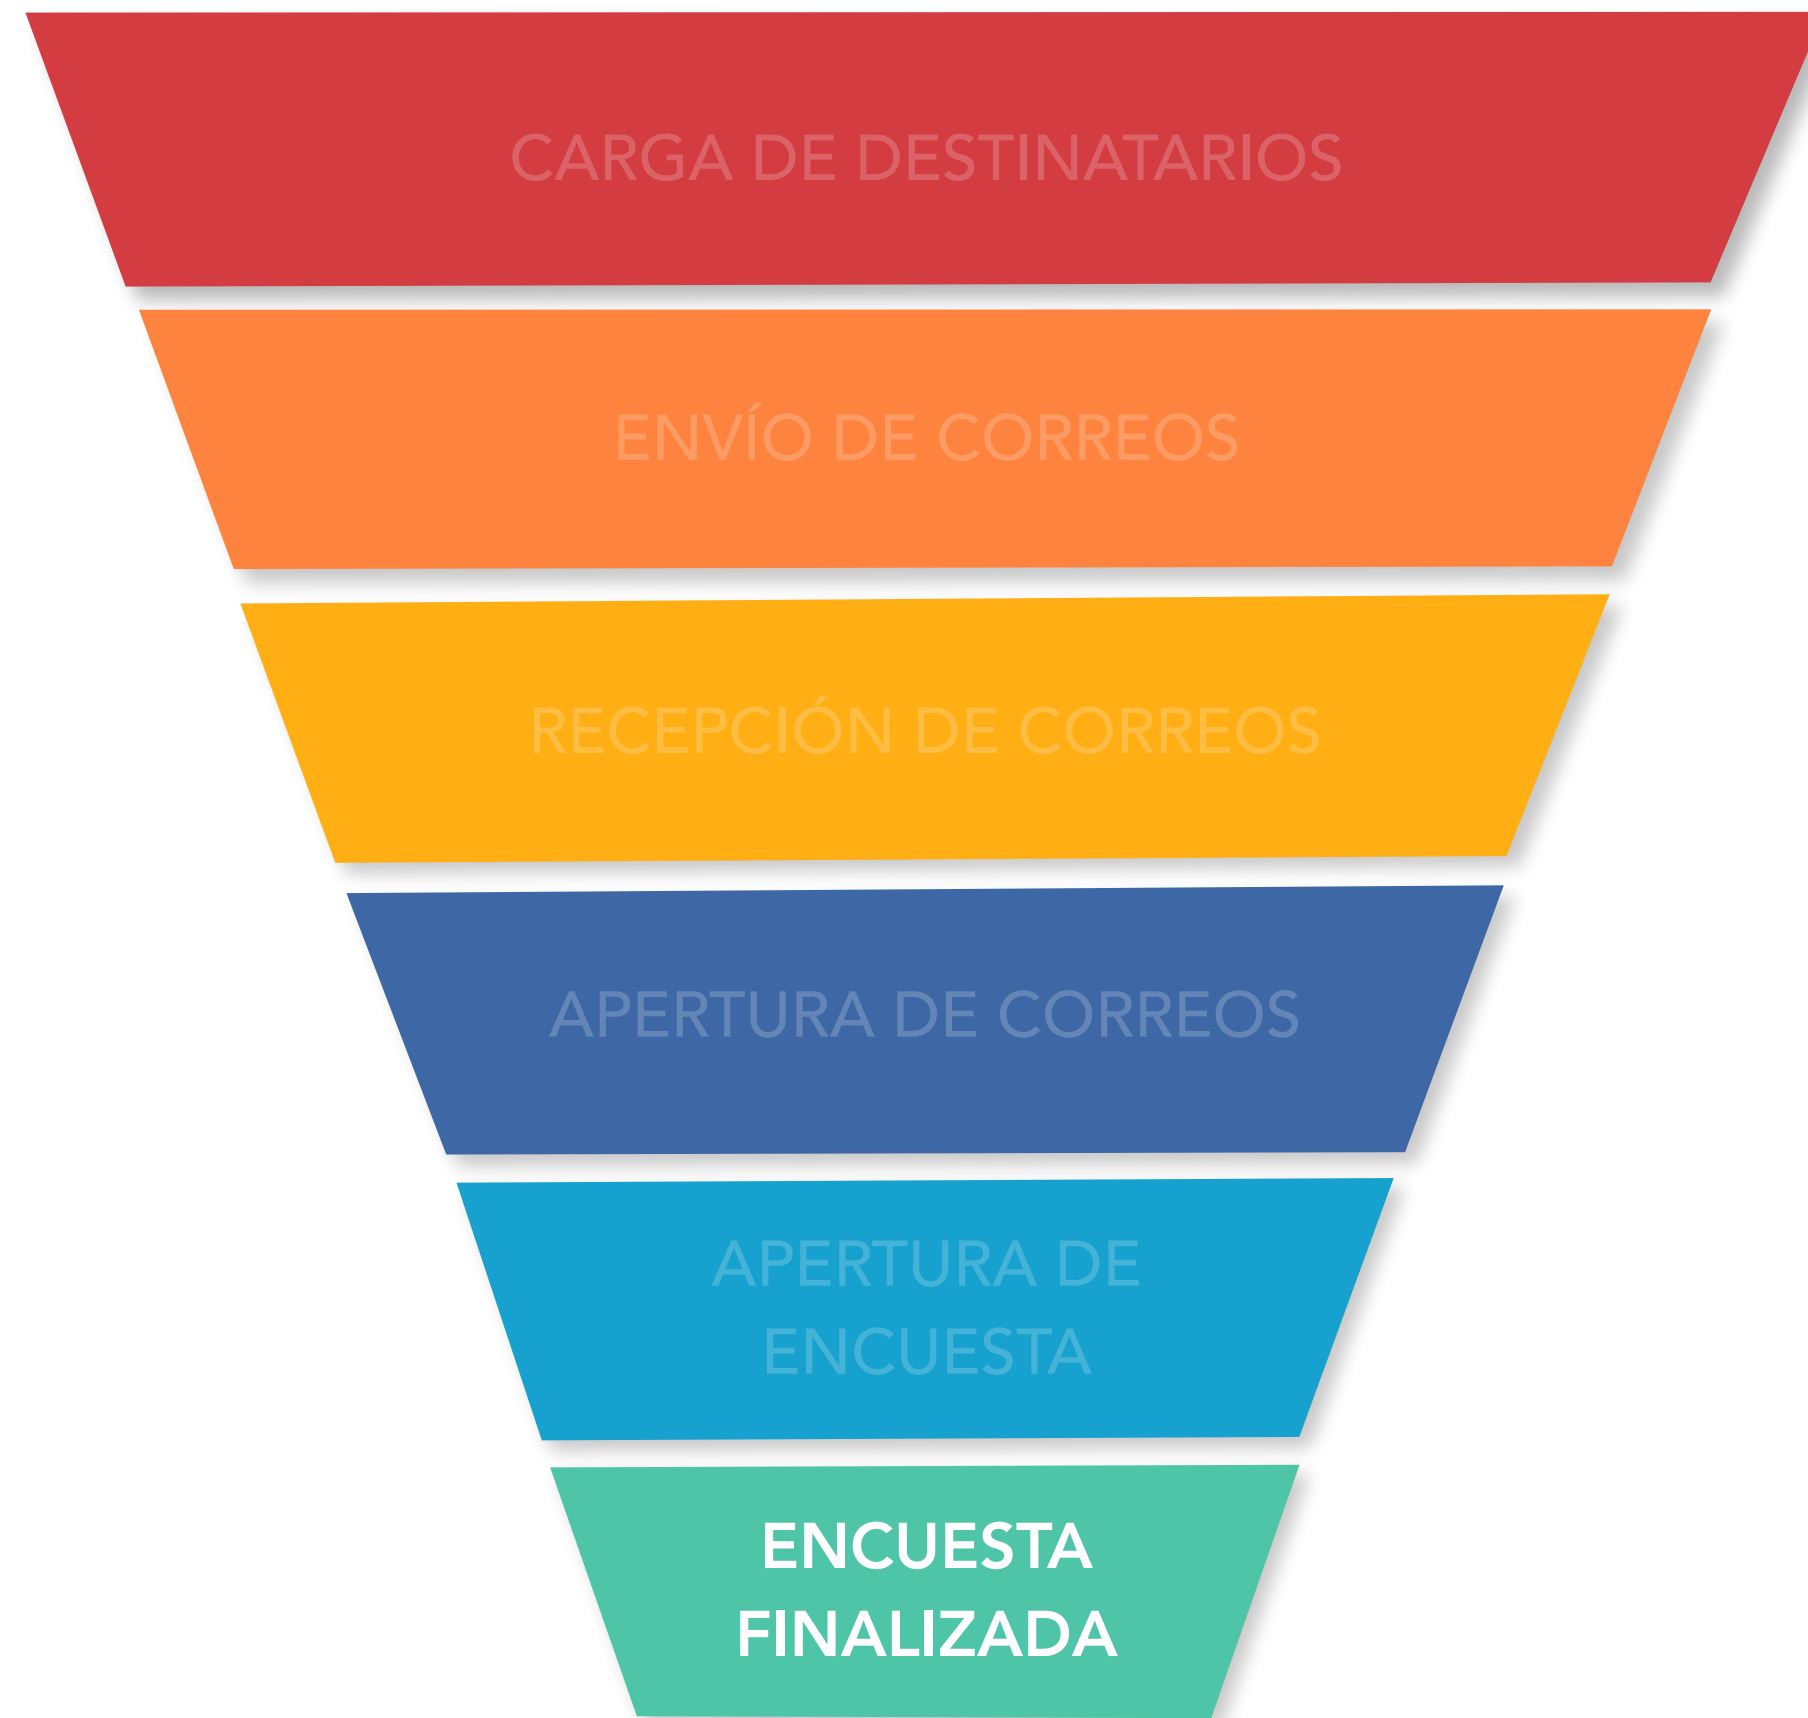 CARGA DE DESTINATARIOS
ENVÍO DE CORREOS
RECEPCIÓN DE CORREOS
APERTURA DE CORREOS
APERTURA DE
ENCUESTA
ENCUESTA
FINALIZADA